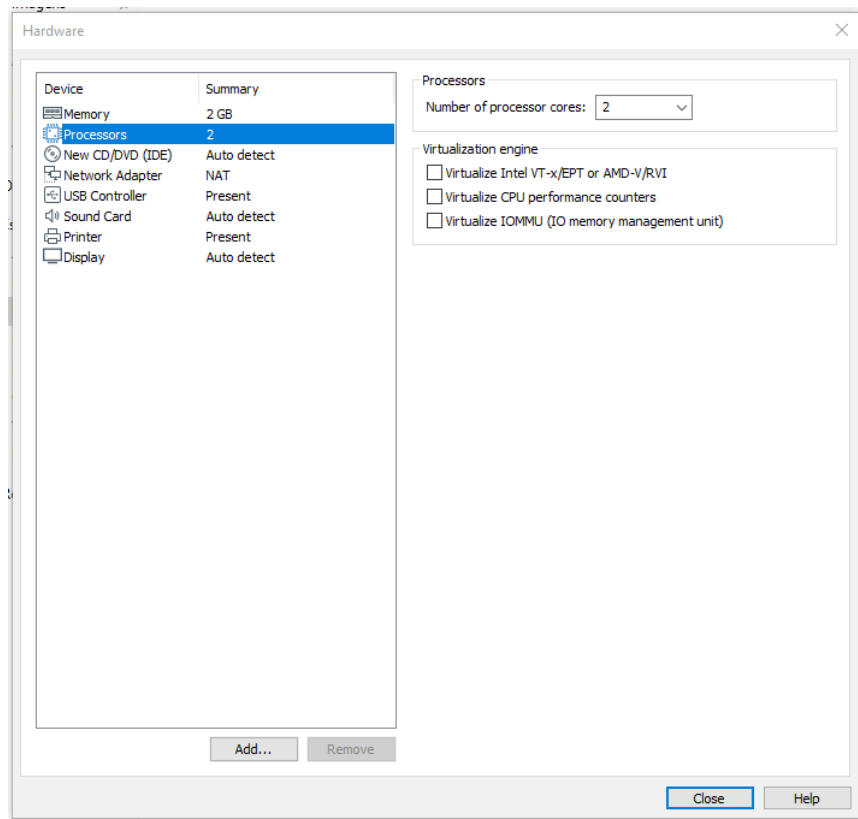 Hardware
Device Summary
Memory 2 GB
Processors 2
New CD/DVD (IDE) Auto detect
Network Adapter NAT
USB Controller Present
Sound Card Auto detect
Printer Present
Display Auto detect
Add... Remove
Processors
Number of processor cores: 2
Virtualization engine
Virtualize Intel VT-x/EPT or AMD-V/RVI
Virtualize CPU performance counters
Virtualize IOMMU (IO memory management unit)
Close Help